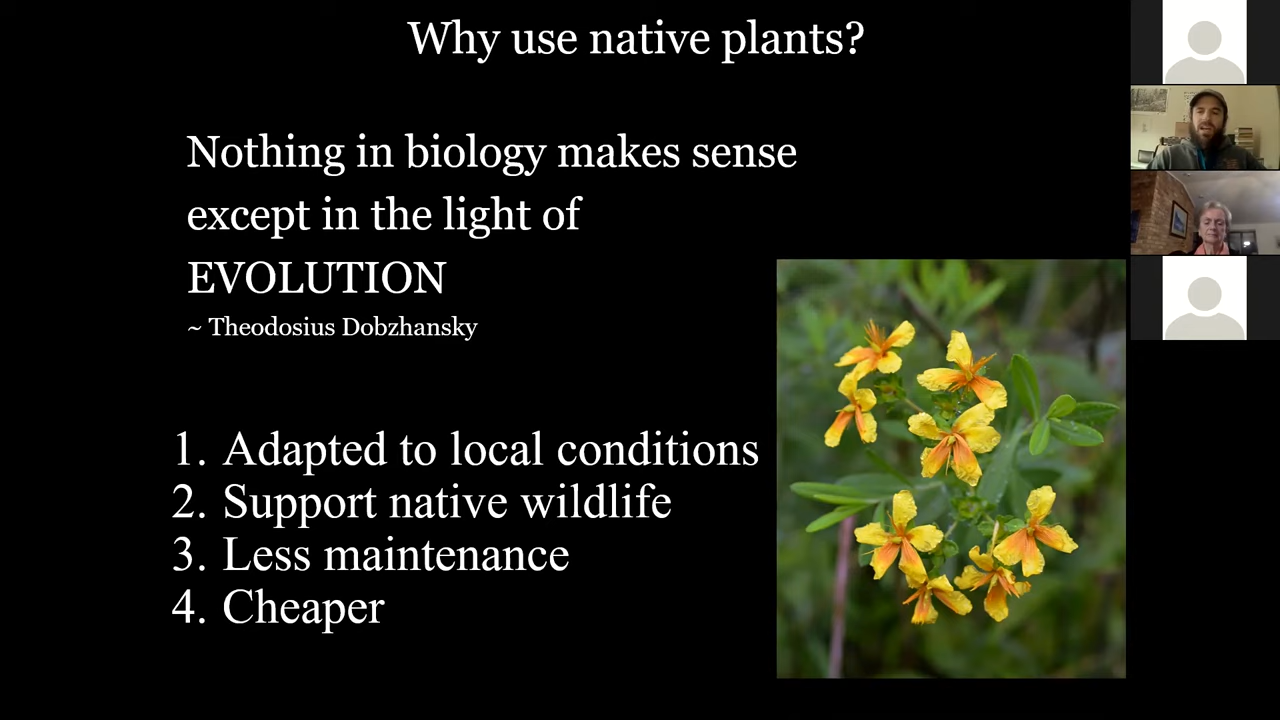 Why use native plants?
Nothing in biology makes sense
except in the light of
EVOLUTION
~ Theodosius Dobzhansky
1. Adapted to local conditions
2. Support native wildlife
3. Less maintenance
4. Cheaper